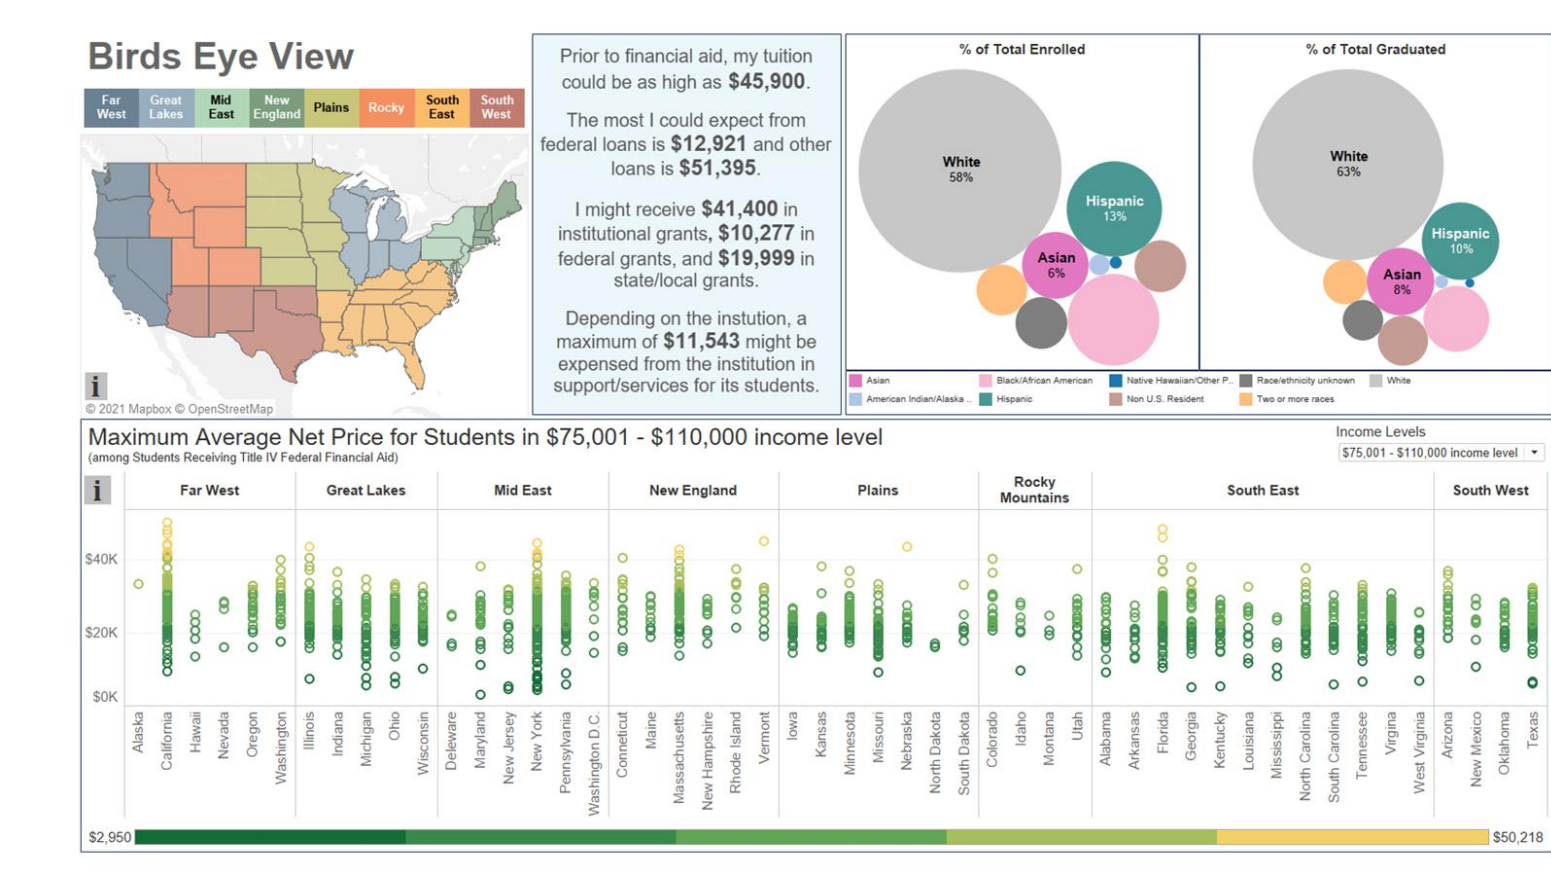 Birds Eye View
Far West
Great Lakes
Mid East
New England
Plains
Rocky
South East
South West
i
© 2021 Mapbox © OpenStreetMap
Prior to financial aid, my tuition
could be as high as $45,900.
The most I could expect from
federal loans is $12,921 and other
loans is $51,395.
I might receive $41,400 in
institutional grants, $10,277 in
federal grants, and $19,999 in
state/local grants.
Depending on the instution, a
maximum of $11,543 might be
expensed from the institution in
support/services for its students.
% of Total Enrolled
White
58%
Hispanic
13%
Asian
6%
% of Total Graduated
White
63%
Hispanic
10%
Asian
8%
Asian
Black/African American
Native Hawaiian/Other P..
Race/ethnicity unknown
White
American Indian/Alaska ..
Hispanic
Non U.S. Resident
Two or more races
Maximum Average Net Price for Students in $75,001 - $110,000 income level
(among Students Receiving Title IV Federal Financial Aid)
Income Levels
$75,001 - $110,000 income level
i
Far West
Great Lakes
Mid East
New England
Plains
Rocky
Mountains
South East
South West
$40K
$20K
$0K
Alaska
California
Hawaii
Nevada
Oregon
Washington
Illinois
Indiana
Michigan
Ohio
Wisconsin
Deleware
Maryland
New Jersey
New York
Pennsylvania
Washington D.C.
Conneticut
Maine
Massachusetts
New Hampshire
Rhode Island
Vermont
Iowa
Kansas
Minnesota
Missouri
Nebraska
North Dakota
South Dakota
Colorado
Idaho
Montana
Utah
Alabama
Arkansas
Florida
Georgia
Kentucky
Louisiana
Mississippi
North Carolina
South Carolina
Tennessee
Virgina
West Virginia
Arizona
New Mexico
Oklahoma
Texas
$2,950
$50,218